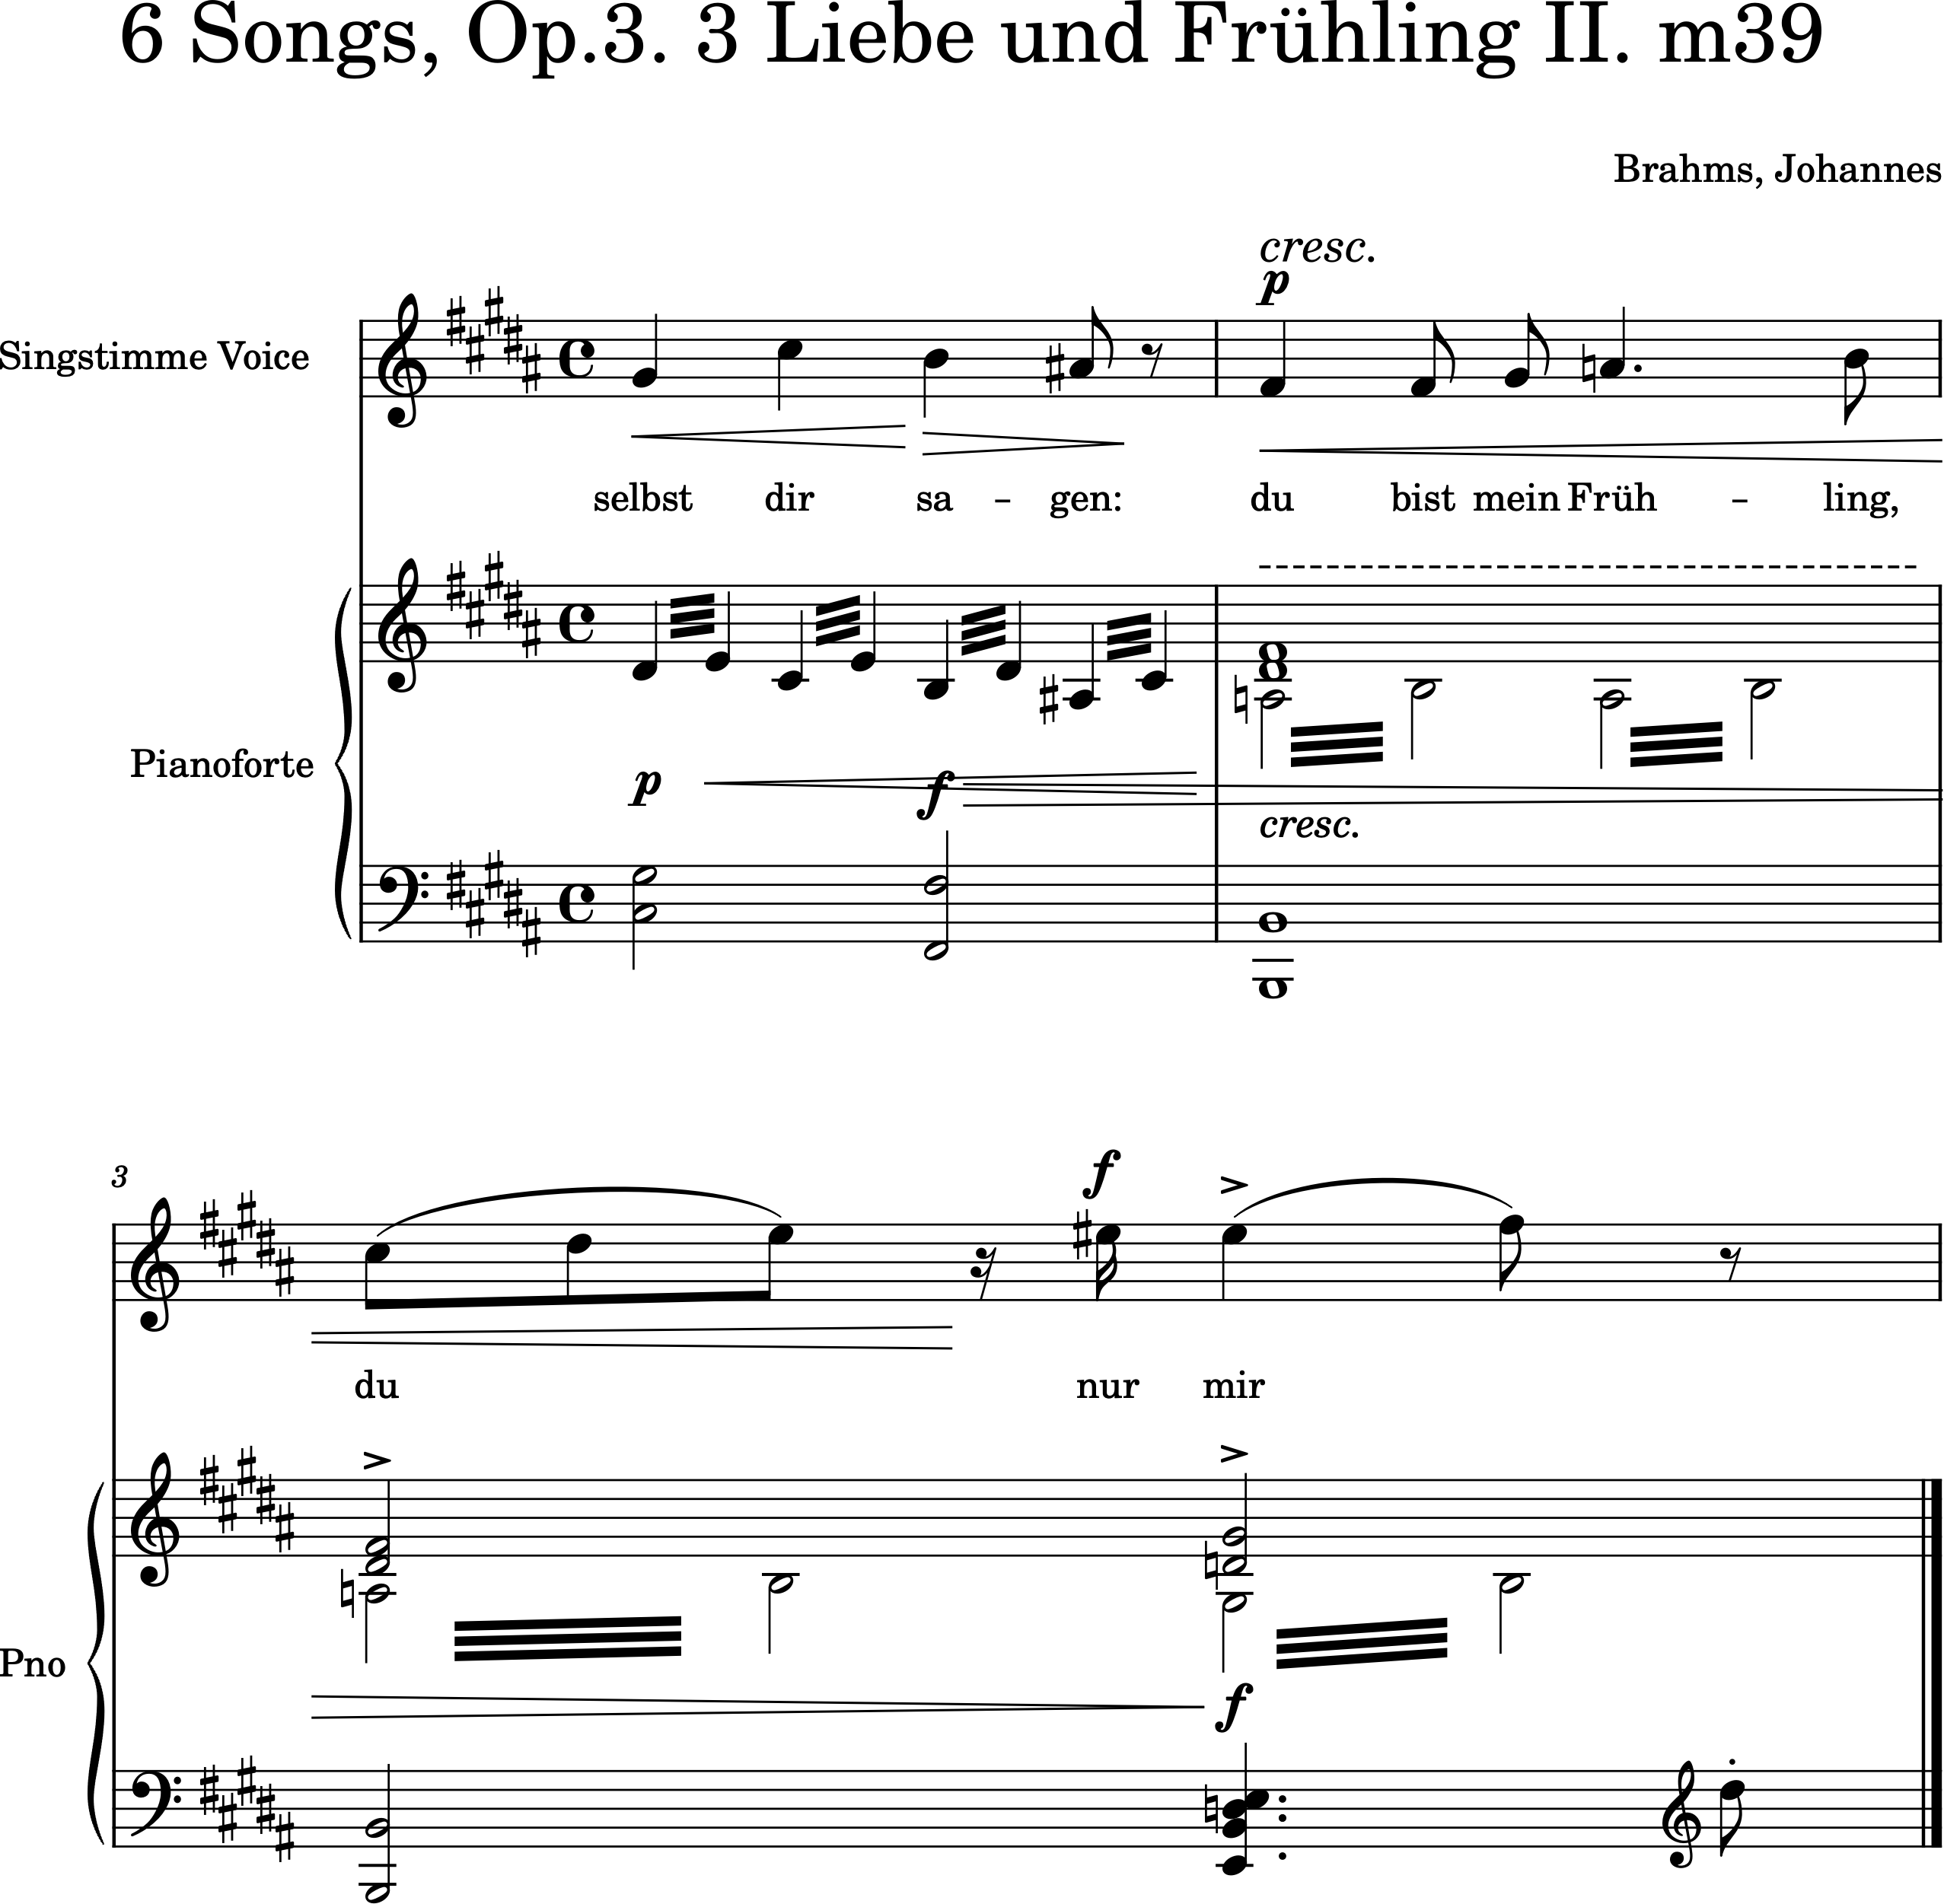 6 Songs, Op.3. 3 Liebe und Frühling II. m39
Brahms, Johannes
cresc.
p
Singstimme Voice
selbst dir sa - gen: du bist mein Früh - ling,
Pianoforte
p f
cresc.
3
f
du nur mir
Pno
f